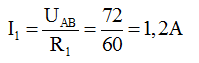 I₁ = U_AB / R₁ = 72 / 60 = 1,2A